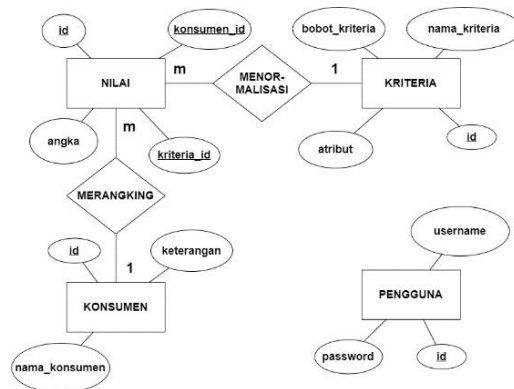 id
konsumen_id
bobot_kriteria
nama_kriteria
NILAI
m
MENOR-
MALISASI
1
KRITERIA
angka
m
kriteria_id
atribut
id
MERANGKING
id
keterangan
1
KONSUMEN
nama_konsumen
username
PENGGUNA
password
id